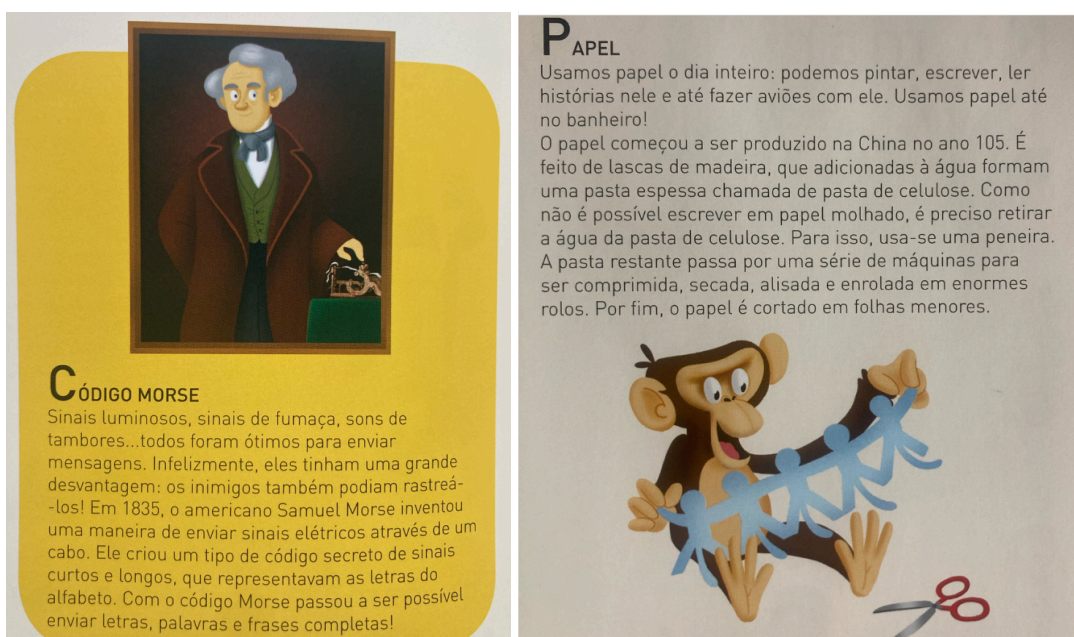 CÓDIGO MORSE
Sinais luminosos, sinais de fumaça, sons de
tambores...todos foram ótimos para enviar
mensagens. Infelizmente, eles tinham uma grande
desvantagem: os inimigos também podiam rastreá-
-los! Em 1835, o americano Samuel Morse inventou
uma maneira de enviar sinais elétricos através de um
cabo. Ele criou um tipo de código secreto de sinais
curtos e longos, que representavam as letras do
alfabeto. Com o código Morse passou a ser possível
enviar letras, palavras e frases completas!
PAPEL
Usamos papel o dia inteiro: podemos pintar, escrever, ler
histórias nele e até fazer aviões com ele. Usamos papel até
no banheiro!
O papel começou a ser produzido na China no ano 105. É
feito de lascas de madeira, que adicionadas à água formam
uma pasta espessa chamada de pasta de celulose. Como
não é possível escrever em papel molhado, é preciso retirar
a água da pasta de celulose. Para isso, usa-se uma peneira.
A pasta restante passa por uma série de máquinas para
ser comprimida, secada, alisada e enrolada em enormes
rolos. Por fim, o papel é cortado em folhas menores.